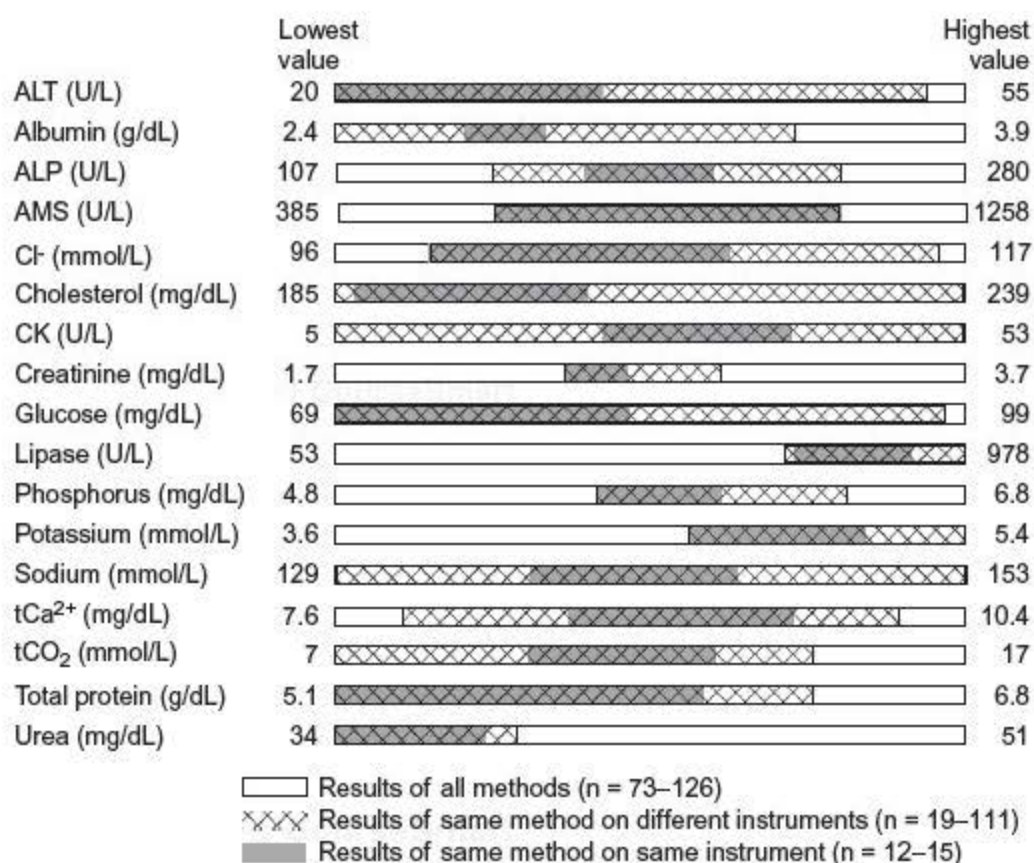 Lowest value Highest value
ALT (U/L) 20 55
Albumin (g/dL) 2.4 3.9
ALP (U/L) 107 280
AMS (U/L) 385 1258
Cl- (mmol/L) 96 117
Cholesterol (mg/dL) 185 239
CK (U/L) 5 53
Creatinine (mg/dL) 1.7 3.7
Glucose (mg/dL) 69 99
Lipase (U/L) 53 978
Phosphorus (mg/dL) 4.8 6.8
Potassium (mmol/L) 3.6 5.4
Sodium (mmol/L) 129 153
tCa²⁺ (mg/dL) 7.6 10.4
tCO₂ (mmol/L) 7 17
Total protein (g/dL) 5.1 6.8
Urea (mg/dL) 34 51
Results of all methods (n = 73–126)
Results of same method on different instruments (n = 19–111)
Results of same method on same instrument (n = 12–15)